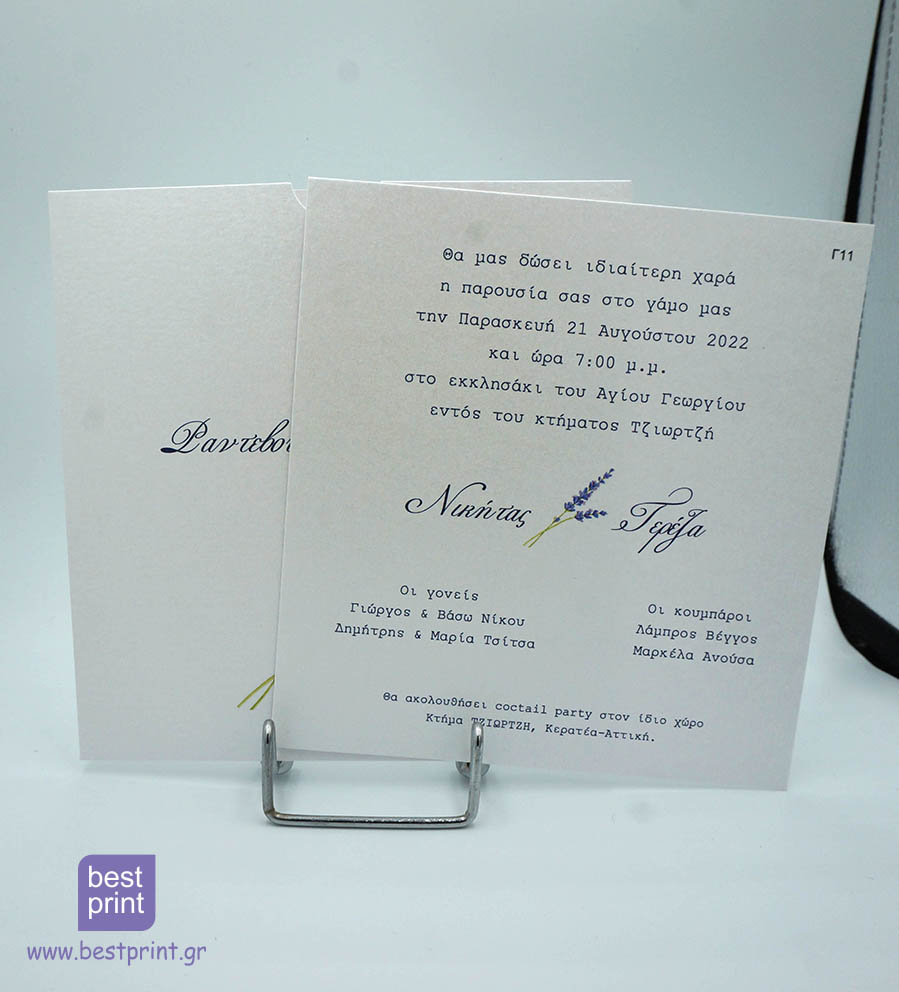 Ραντεβο
Γ11
Θα μας δώσει ιδιαίτερη χαρά
η παρουσία σας στο γάμο μας
την Παρασκευή 21 Αυγούστου 2022
και ώρα 7:00 μ.μ.
στο εκκλησάκι του Αγίου Γεωργίου
εντός του κτήματος Τζιωρτζή
Νικήτας Τερέζα
Οι γονείς
Γιώργος & Βάσω Νίκου
Δημήτρης & Μαρία Τσίτσα
Οι κουμπάροι
Λάμπρος Βέγγος
Μαρκέλα Ανούσα
Θα ακολουθήσει coctail party στον ίδιο χώρο
Κτήμα ΤΖΙΩΡΤΖΗ, Κερατέα-Αττική.
best
print
www.bestprint.gr